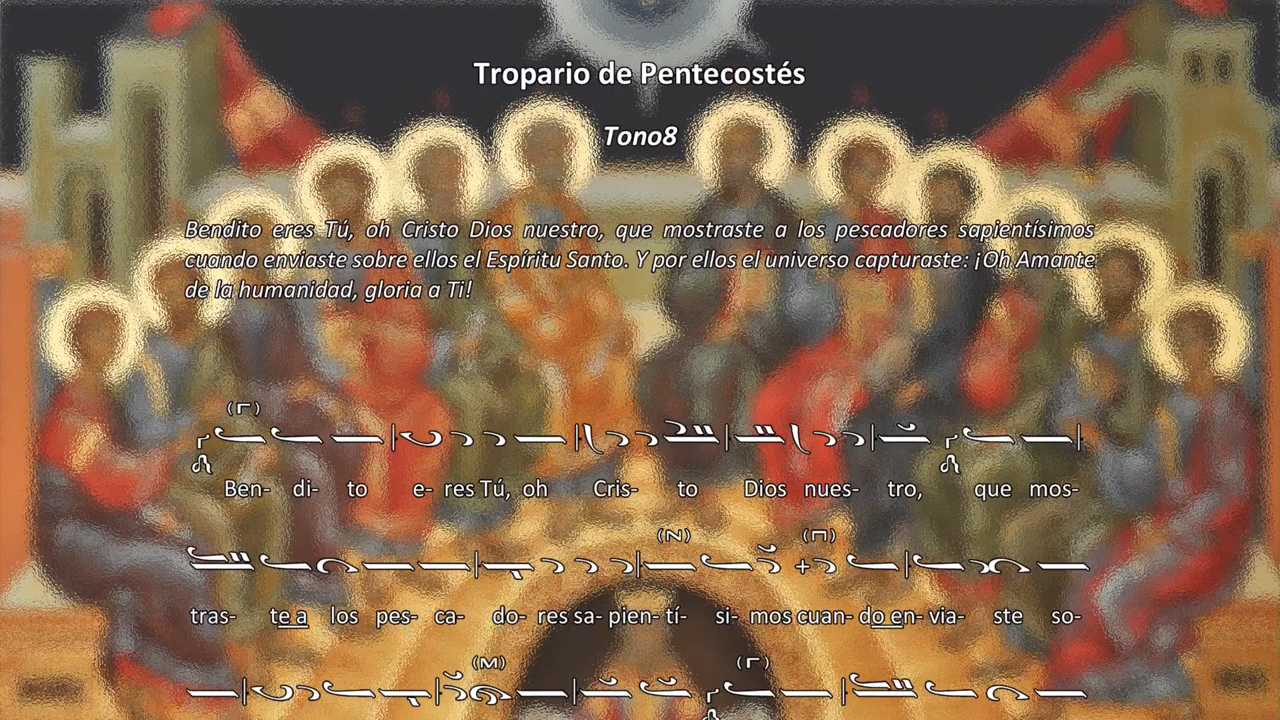 Tropario de Pentecostés
Tono8
Bendito eres Tú, oh Cristo Dios nuestro, que mostraste a los pescadores sapientísimos
cuando enviaste sobre ellos el Espíritu Santo. Y por ellos el universo capturaste: ¡Oh Amante
de la humanidad, gloria a Ti!
(Γ)
Ben- di- to e- res Tú, oh Cris- to Dios nues- tro, que mos-
(Ν) (Π)
tras- te a los pes- ca- do- res sa- pien- tí- si- mos cuan- do en- via- ste so-
(Μ) (Γ)